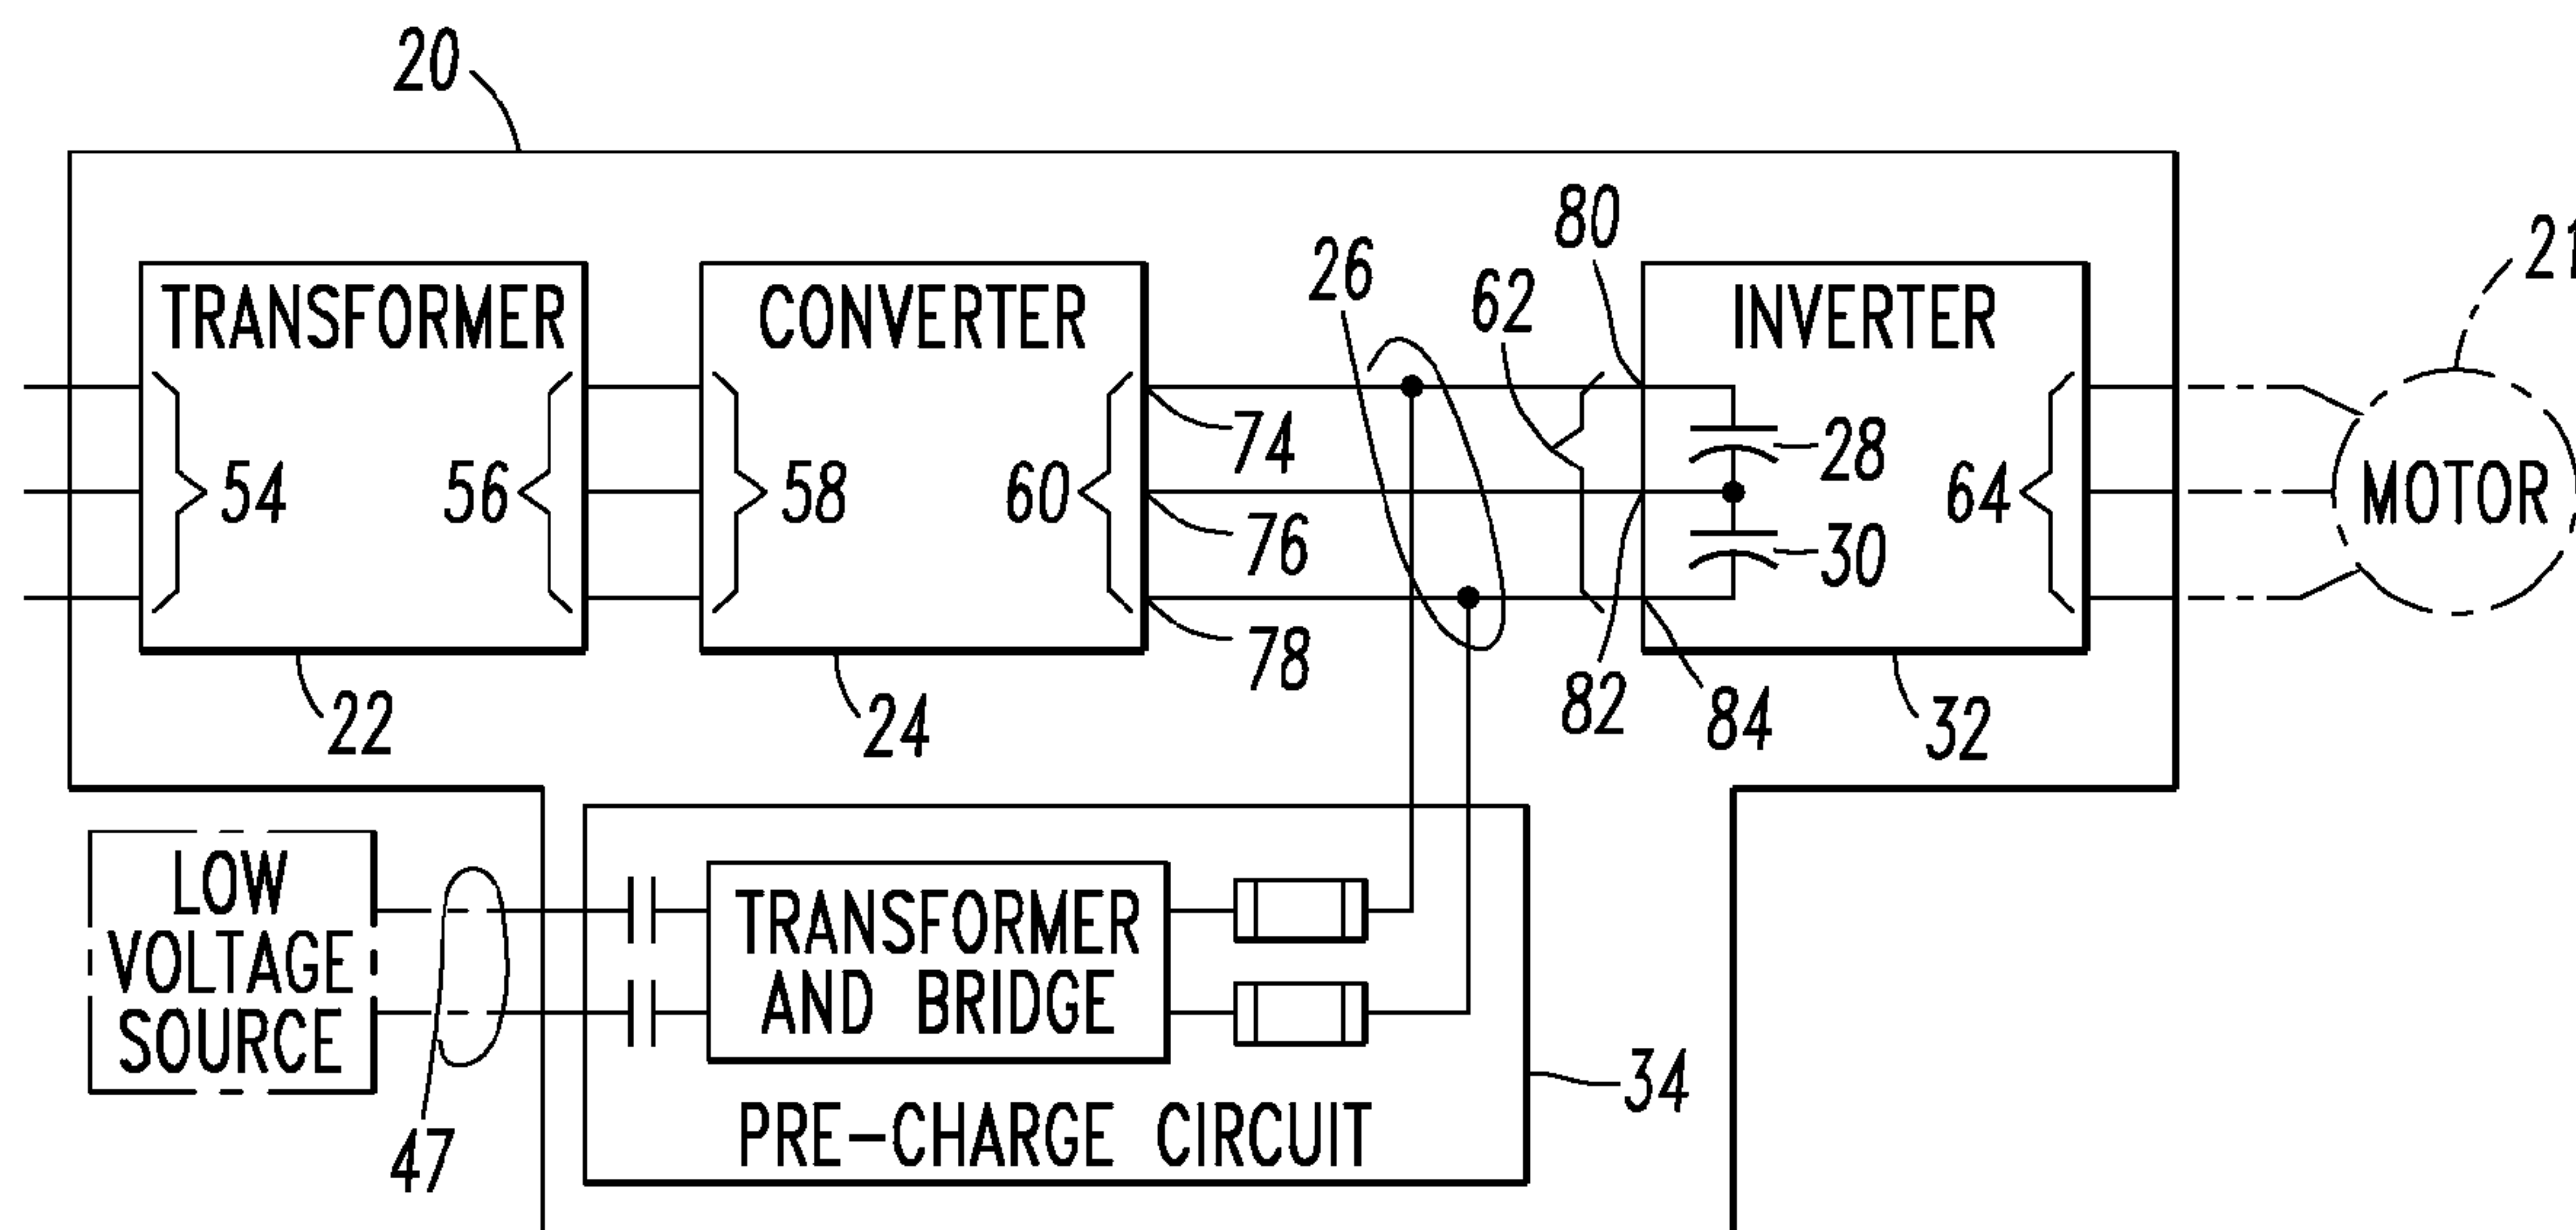 20
80
21
26
62
TRANSFORMER
CONVERTER
INVERTER
74
28
54
56
58
60
64
MOTOR
76
30
78
82
84
22
24
32
LOW
VOLTAGE
SOURCE
TRANSFORMER
AND BRIDGE
34
47
PRE-CHARGE CIRCUIT